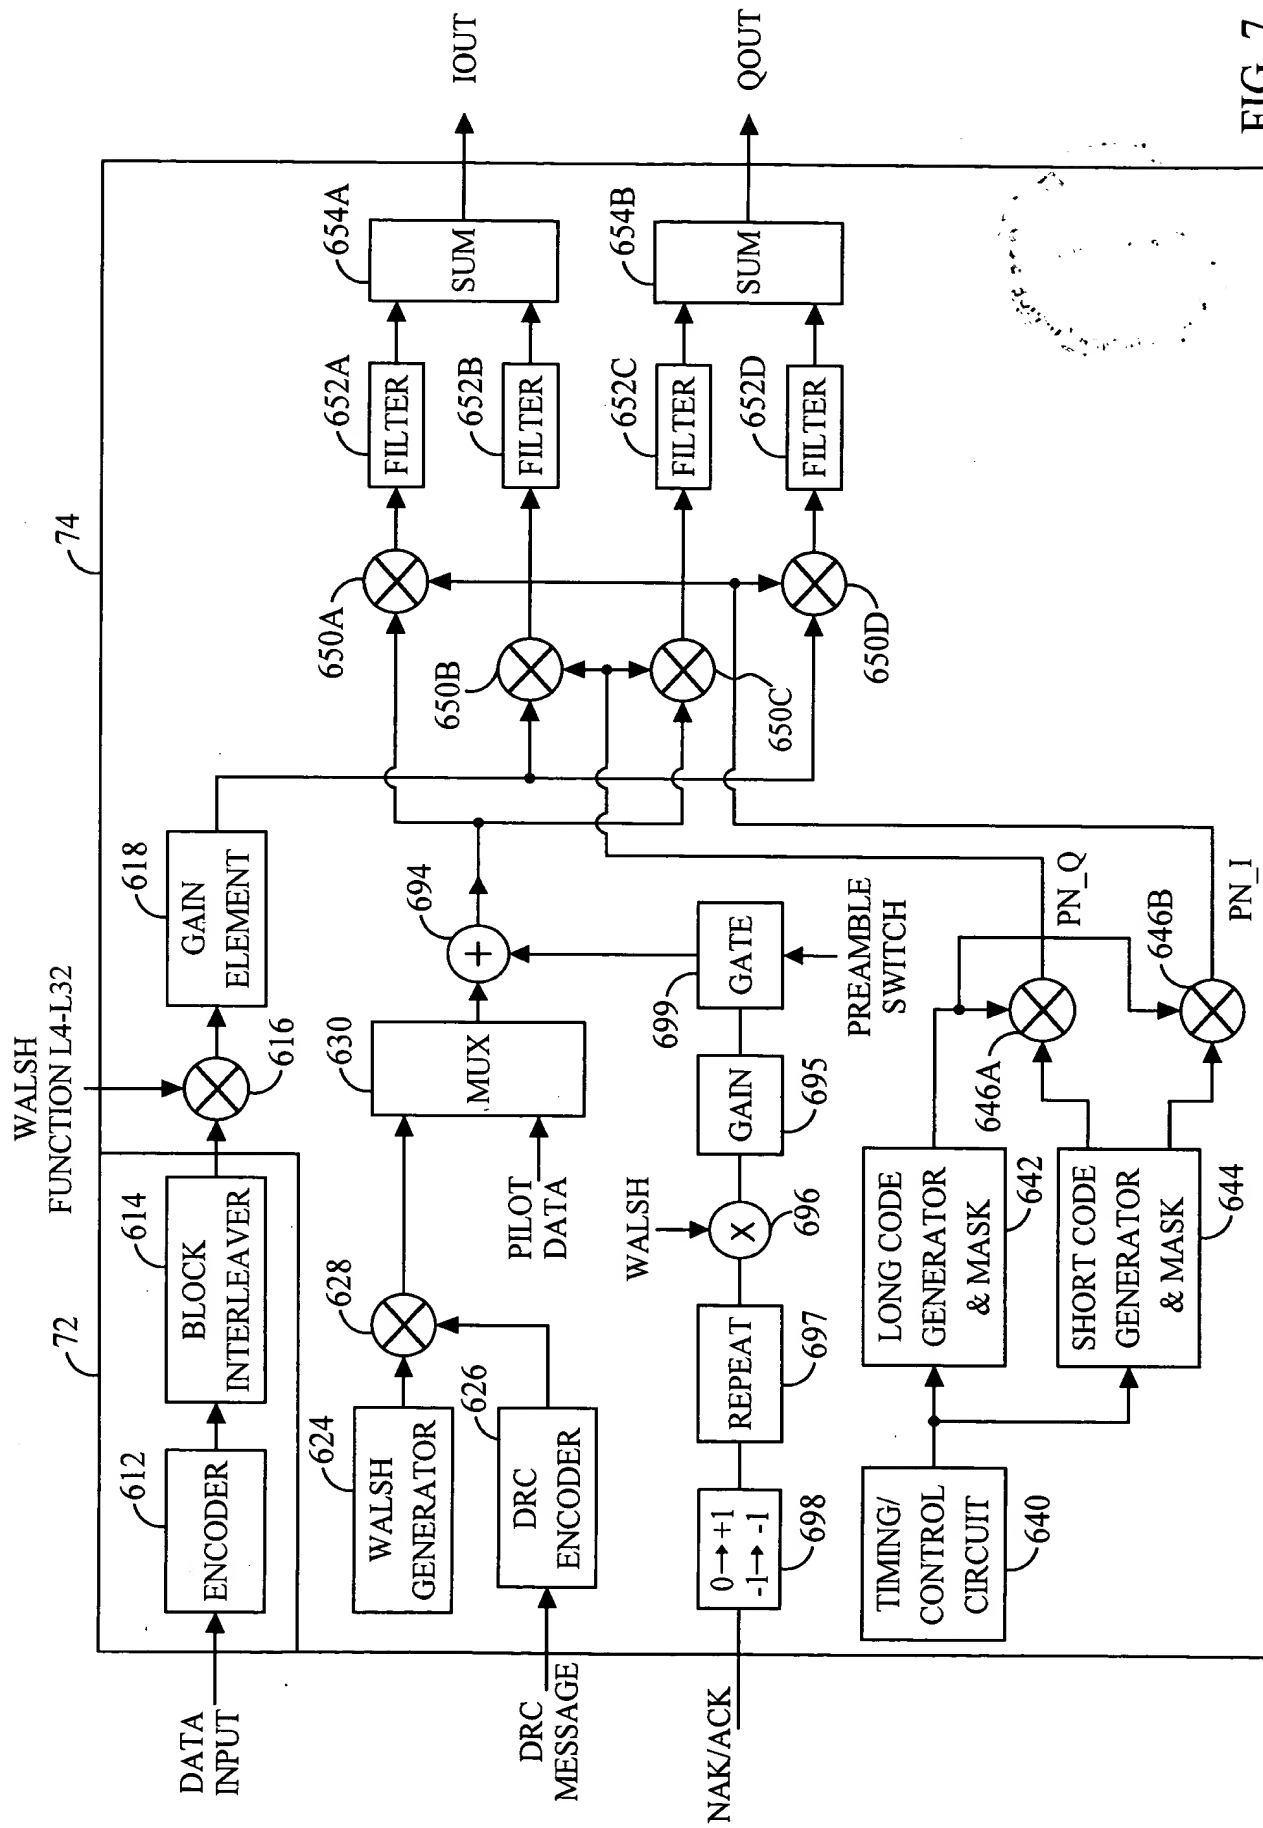 72
74
DATA
INPUT
612
ENCODER
614
BLOCK
INTERLEAVER
WALSH
FUNCTION L4-L32
616
618
GAIN
ELEMENT
624
WALSH
GENERATOR
628
DRC
MESSAGE
626
DRC
ENCODER
PILOT
DATA
630
MUX
694
NAK/ACK
0→+1
-1→ -1
698
REPEAT
697
WALSH
696
GAIN
695
699
GATE
PREAMBLE
SWITCH
TIMING/
CONTROL
CIRCUIT
640
LONG CODE
GENERATOR
& MASK
642
SHORT CODE
GENERATOR
& MASK
644
646A
646B
PN_Q
PN_I
650A
650B
650C
650D
652A
FILTER
652B
FILTER
652C
FILTER
652D
FILTER
654A
SUM
654B
SUM
IOUT
QOUT
FIG. 7